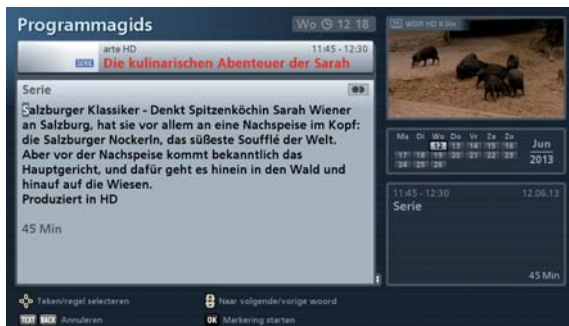 Programmagids
Wo 12 18
arte HD
11:45 - 12:30
Die kulinarischen Abenteuer der Sarah
Serie
Salzburger Klassiker - Denkt Spitzenköchin Sarah Wiener
an Salzburg, hat sie vor allem an eine Nachspeise im Kopf:
die Salzburger Nockerln, das süßeste Soufflé der Welt.
Aber vor der Nachspeise kommt bekanntlich das
Hauptgericht, und dafür geht es hinein in den Wald und
hinauf auf die Wiesen.
Produziert in HD
45 Min
WDR HD
Ma Di Wo Do Vr Za Zo
12 13 14 15 16
17 18 19 20 21 22 23
24 25 26
Jun
2013
11:45 - 12:30
12.06.13
Serie
45 Min
Teken/regel selecteren
Naar volgende/vorige woord
TEXT BACK Annuleren
OK Markering starten